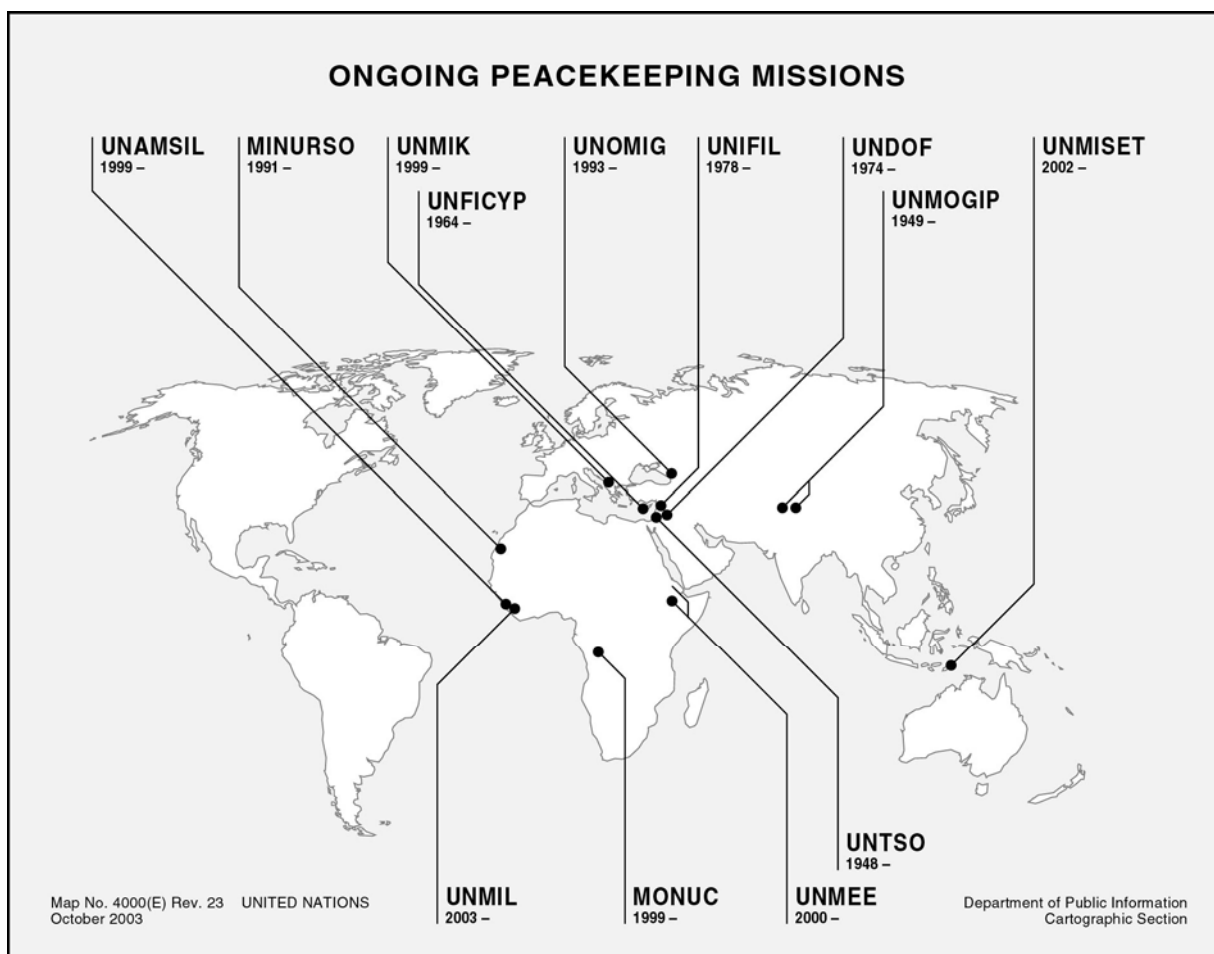 ONGOING PEACEKEEPING MISSIONS
UNAMSIL
1999 –
MINURSO
1991 –
UNMIK
1999 –
UNOMIG
1993 –
UNIFIL
1978 –
UNDOF
1974 –
UNMISET
2002 –
UNFICYP
1964 –
UNMOGIP
1949 –
UNTSO
1948 –
UNMIL
2003 –
MONUC
1999 –
UNMEE
2000 –
Map No. 4000(E) Rev. 23 UNITED NATIONS
October 2003
Department of Public Information
Cartographic Section